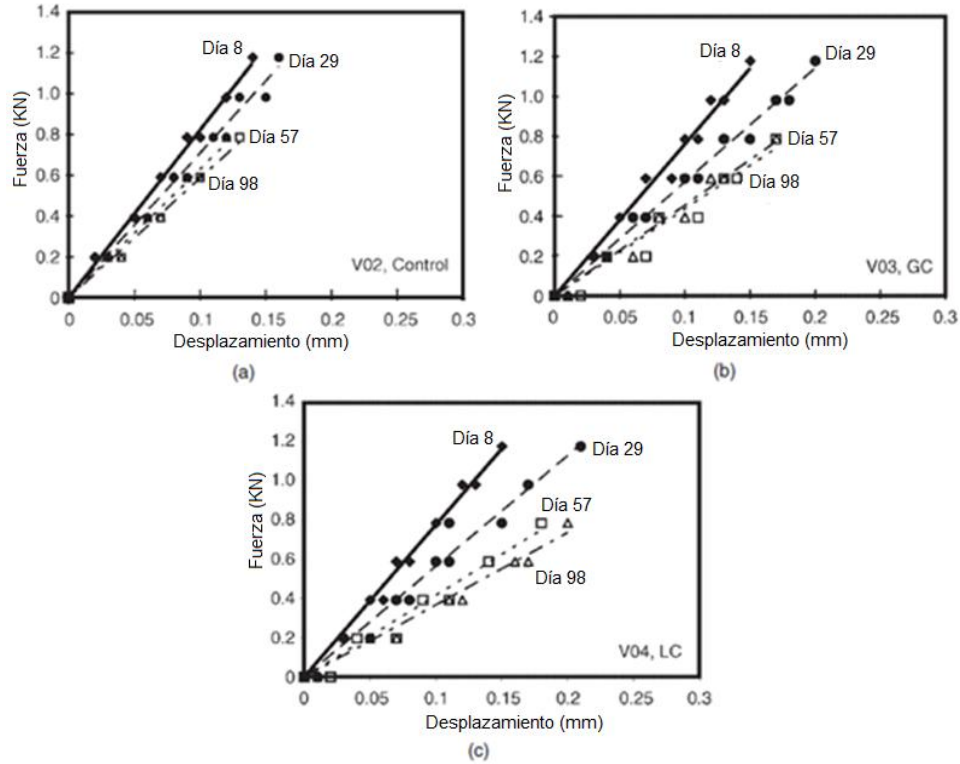 1.4
1.2
1.0
0.8
0.6
0.4
0.2
0
Fuerza (KN)
Día 8
Día 29
Día 57
Día 98
V02, Control
0 0.05 0.1 0.15 0.2 0.25 0.3
Desplazamiento (mm)
(a)
1.4
1.2
1.0
0.8
0.6
0.4
0.2
0
Fuerza (KN)
Día 8
Día 29
Día 57
Día 98
V03, GC
0 0.05 0.1 0.15 0.2 0.25 0.3
Desplazamiento (mm)
(b)
1.4
1.2
1.0
0.8
0.6
0.4
0.2
0
Fuerza (KN)
Día 8
Día 29
Día 57
Día 98
V04, LC
0 0.05 0.1 0.15 0.2 0.25 0.3
Desplazamiento (mm)
(c)